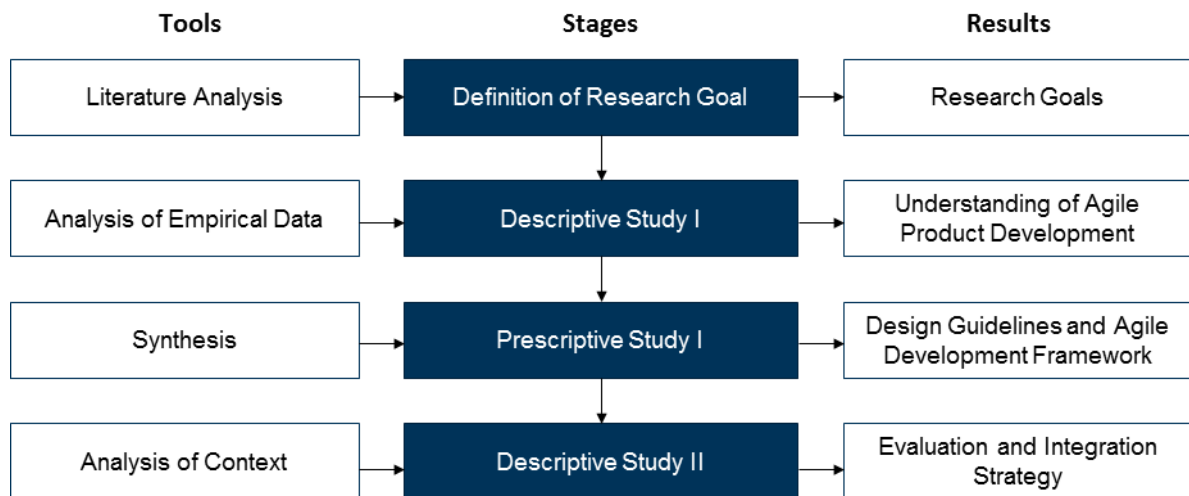 Tools
Stages
Results
Literature Analysis
Definition of Research Goal
Research Goals
Analysis of Empirical Data
Descriptive Study I
Understanding of Agile
Product Development
Synthesis
Prescriptive Study I
Design Guidelines and Agile
Development Framework
Analysis of Context
Descriptive Study II
Evaluation and Integration
Strategy